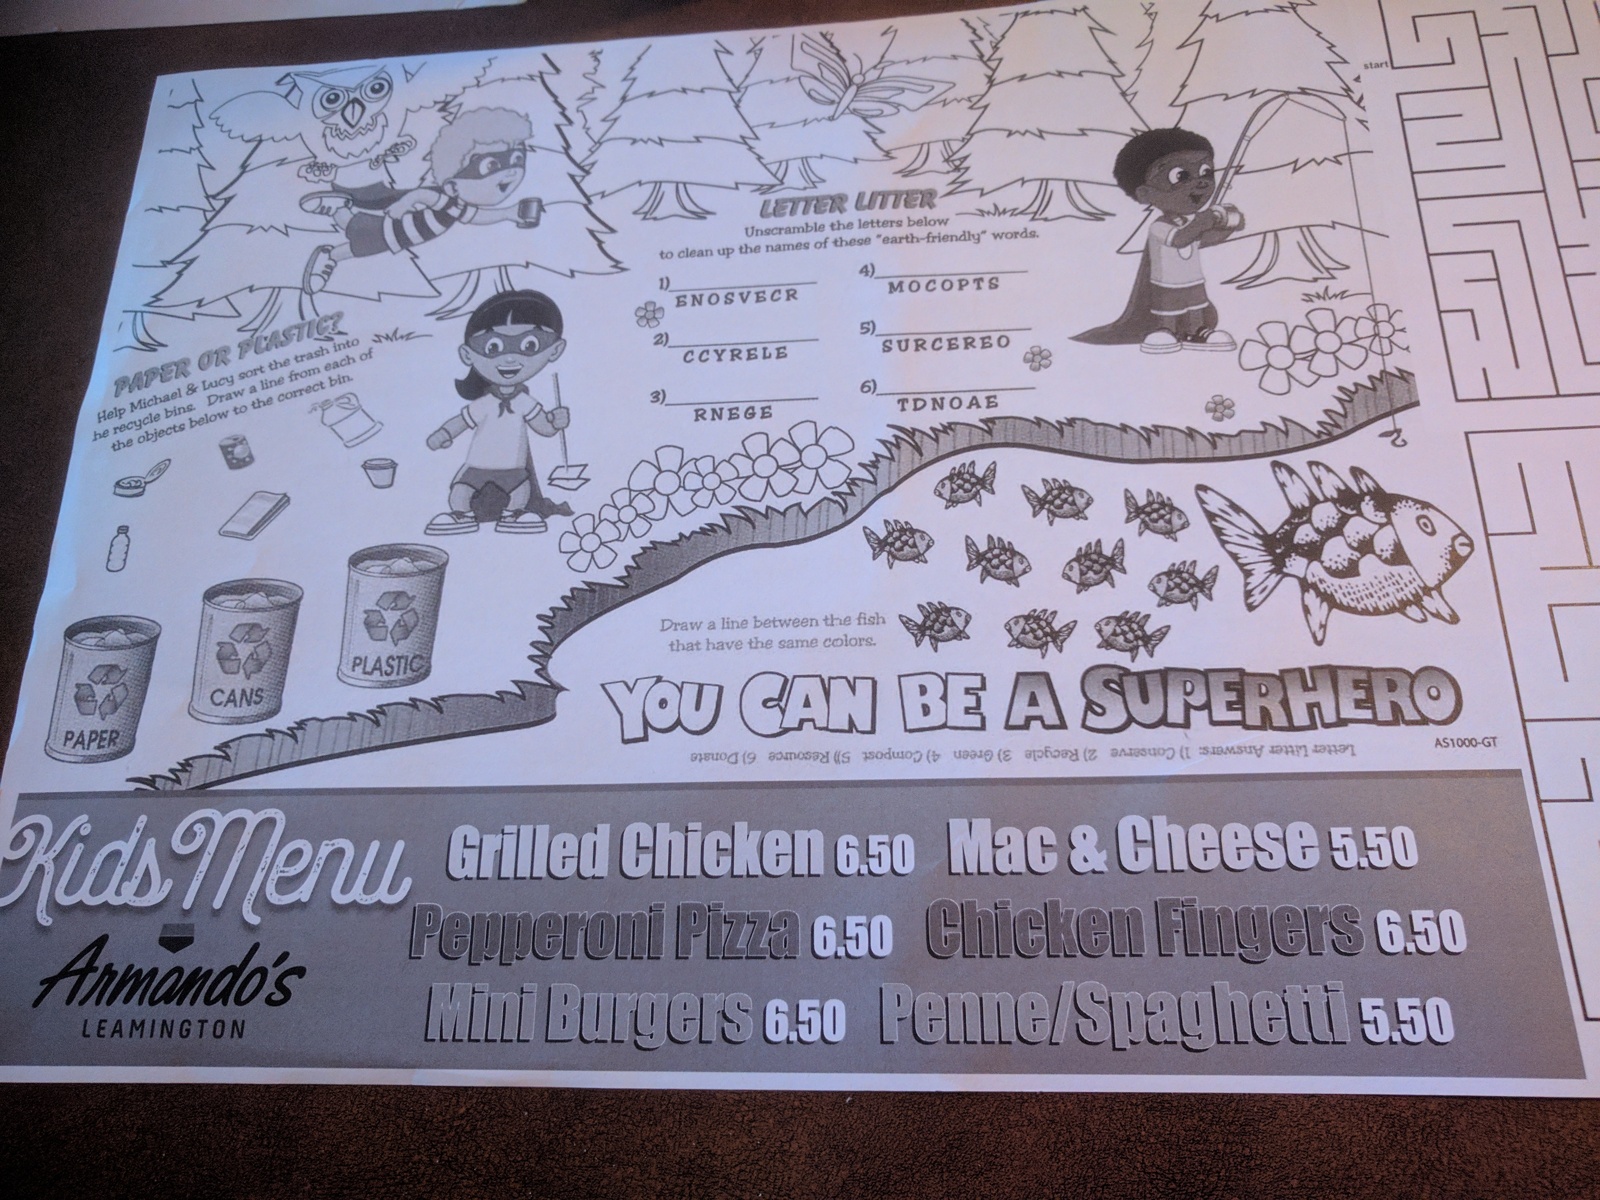 start
LETTER LITTER
Unscramble the letters below
to clean up the names of these "earth-friendly" words.
1)
ENOSVECR
2)
CCYRELE
3)
RNEGE
4)
MOCOPTS
5)
SURCEREO
6)
TDNOAE
PAPER OR PLASTIC?
Help Michael & Lucy sort the trash into
he recycle bins. Draw a line from each of
the objects below to the correct bin.
PAPER
CANS
PLASTIC
Draw a line between the fish
that have the same colors.
YOU CAN BE A SUPERHERO
Letter Litter Answers: 1) Conserve 2) Recycle 3) Green 4) Compost 5)) Resource 6) Donate
AS1000-GT
Kids Menu
Armando's
LEAMINGTON
Grilled Chicken 6.50
Mac & Cheese 5.50
Pepperoni Pizza 6.50
Chicken Fingers 6.50
Mini Burgers 6.50
Penne/Spaghetti 5.50